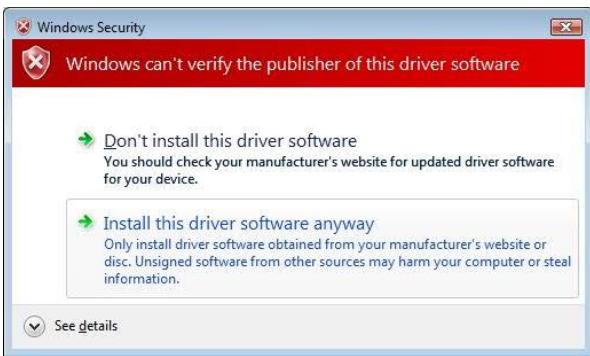 Windows Security
Windows can't verify the publisher of this driver software
Don't install this driver software
You should check your manufacturer's website for updated driver software
for your device.
Install this driver software anyway
Only install driver software obtained from your manufacturer's website or
disc. Unsigned software from other sources may harm your computer or steal
information.
See details